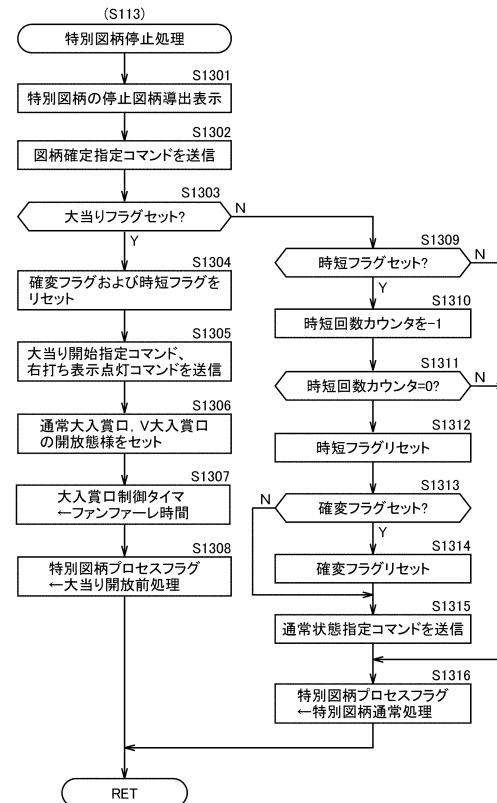 (S113)
特別図柄停止処理
S1301
特別図柄の停止図柄導出表示
S1302
図柄確定指定コマンドを送信
S1303
大当りフラグセット?
N
Y
S1304
確変フラグおよび時短フラグを
リセット
S1305
大当り開始指定コマンド、
右打ち表示点灯コマンドを送信
S1306
通常大入賞口, V大入賞口
の開放態様をセット
S1307
大入賞口制御タイマ
←ファンファーレ時間
S1308
特別図柄プロセスフラグ
←大当り開放前処理
S1309
時短フラグセット?
N
Y
S1310
時短回数カウンタを-1
S1311
時短回数カウンタ=0?
N
Y
S1312
時短フラグリセット
S1313
確変フラグセット?
N
Y
S1314
確変フラグリセット
S1315
通常状態指定コマンドを送信
S1316
特別図柄プロセスフラグ
←特別図柄通常処理
RET